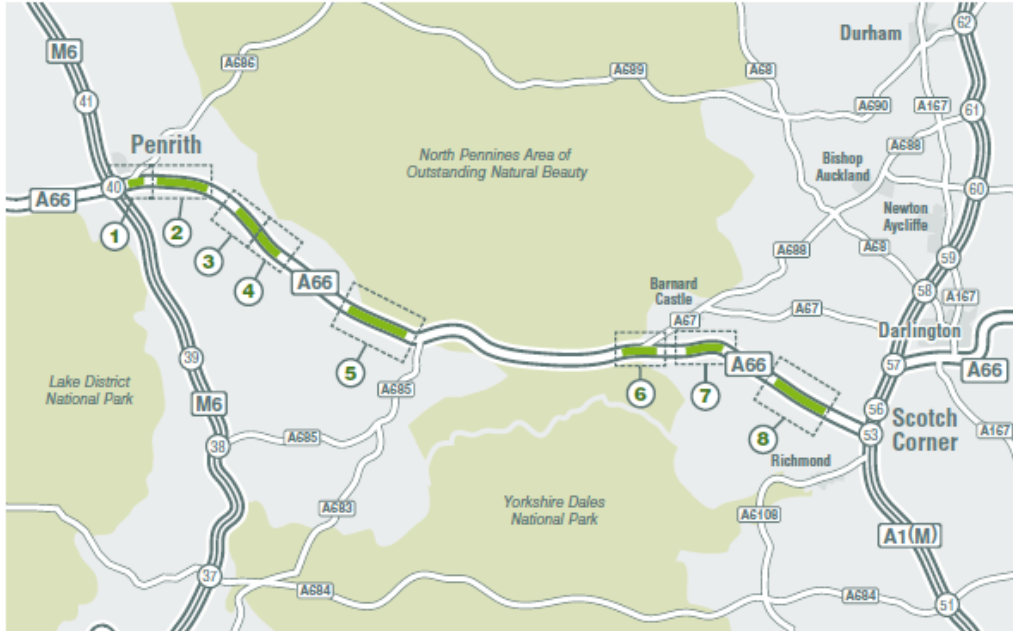 62
Durham
M6
A686
A689
A68
41
A690
A167
61
Penrith
A688
North Pennines Area of
Outstanding Natural Beauty
Bishop
Auckland
40
60
A66
Newton
Aycliffe
1
2
3
A688
A68
59
4
A66
Barnard
Castle
58
A167
A67
A67
Darlington
39
5
A66
57
A66
Lake District
National Park
A685
6
7
M6
56
Scotch
Corner
38
A685
8
53
A167
Richmond
Yorkshire Dales
National Park
A683
A6108
A1(M)
37
A684
A684
51